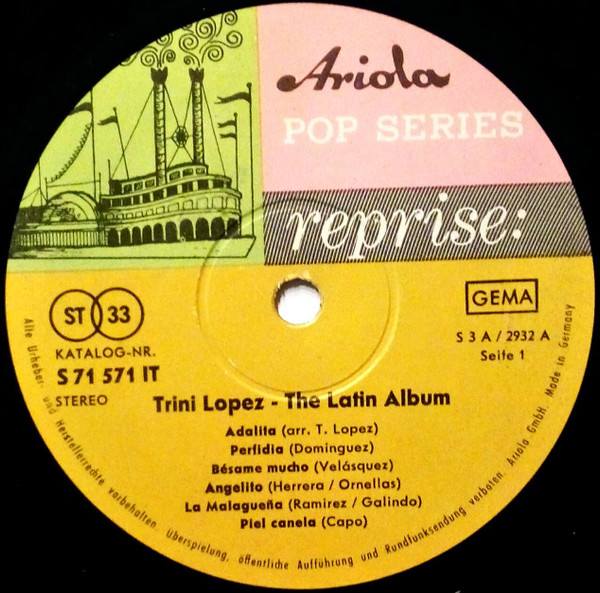 Ariola
POP SERIES
reprise:
ST 33
GEMA
KATALOG-NR.
S 71 571 IT
STEREO
S 3 A / 2932 A
Seite 1
Trini Lopez - The Latin Album
Adalita (arr. T. Lopez)
Perfidia (Dominguez)
Bésame mucho (Velásquez)
Angelito (Herrera / Ornellas)
La Malagueña (Ramirez / Galindo)
Piel canela (Capo)
Alle Urheber- und Herstellerrechte vorbehalten. Überspielung, öffentliche Aufführung und Rundfunksendung verboten. Ariola GmbH. Made in Germany